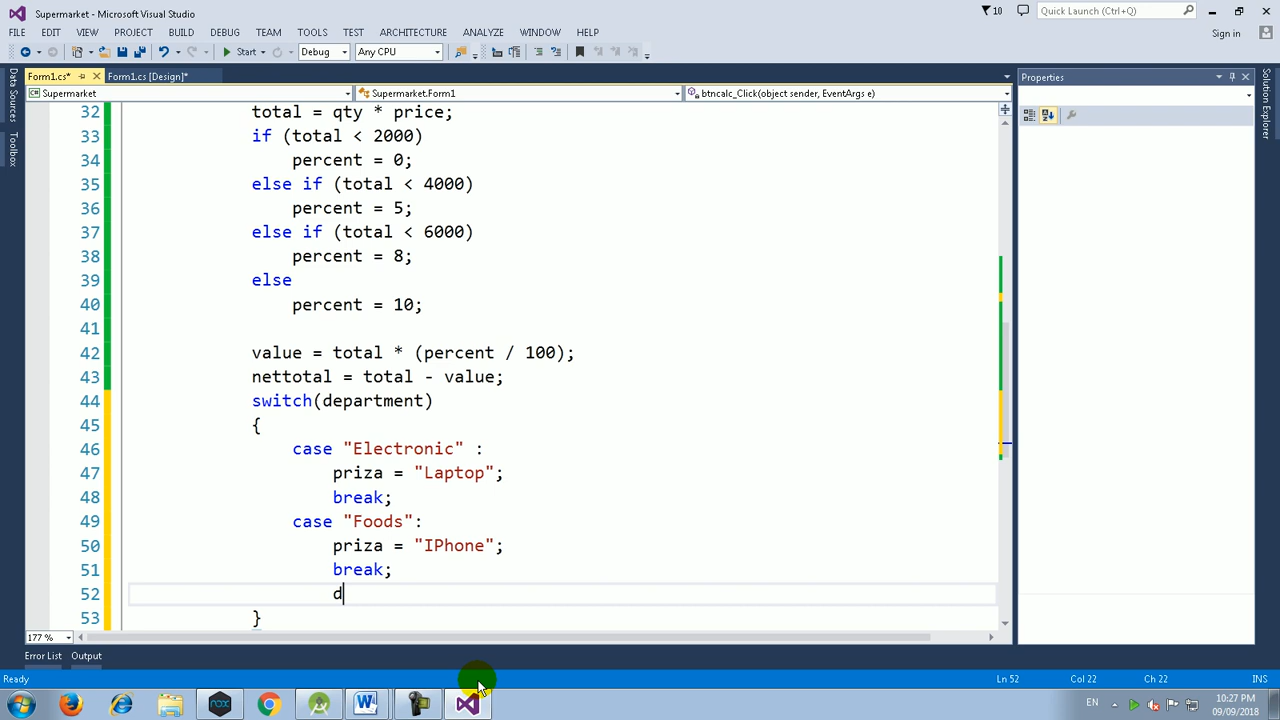 Supermarket - Microsoft Visual Studio
10
Quick Launch (Ctrl+Q)
FILE EDIT VIEW PROJECT BUILD DEBUG TEAM TOOLS TEST ARCHITECTURE ANALYZE WINDOW HELP
Sign in
Start Debug Any CPU
Form1.cs* Form1.cs [Design]*
Properties
Supermarket Supermarket.Form1 btncalc_Click(object sender, EventArgs e)
Data Sources
Toolbox
Solution Explorer
32 total = qty * price;
33 if (total < 2000)
34 percent = 0;
35 else if (total < 4000)
36 percent = 5;
37 else if (total < 6000)
38 percent = 8;
39 else
40 percent = 10;
41
42 value = total * (percent / 100);
43 nettotal = total - value;
44 switch(department)
45 {
46 case "Electronic" :
47 priza = "Laptop";
48 break;
49 case "Foods":
50 priza = "IPhone";
51 break;
52 d
53 }
177 %
Error List Output
Ready Ln 52 Col 22 Ch 22 INS
nox
EN
10:27 PM
09/09/2018